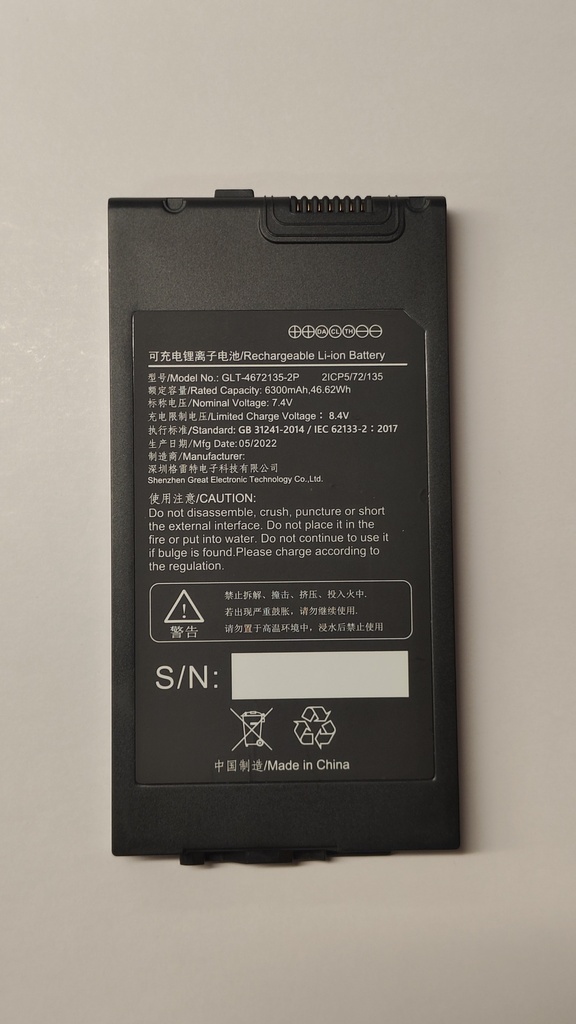 DA CL TH
可充电锂离子电池/Rechargeable Li-ion Battery
型号/Model No.: GLT-4672135-2P 2ICP5/72/135
额定容量/Rated Capacity: 6300mAh,46.62Wh
标称电压/Nominal Voltage: 7.4V
充电限制电压/Limited Charge Voltage：8.4V
执行标准/Standard: GB 31241-2014 / IEC 62133-2：2017
生产日期/Mfg Date: 05/2022
制造商/Manufacturer:
深圳格雷特电子科技有限公司
Shenzhen Great Electronic Technology Co.,Ltd.
使用注意/CAUTION:
Do not disassemble, crush, puncture or short
the external interface. Do not place it in the
fire or put into water. Do not continue to use it
if bulge is found.Please charge according to
the regulation.
警告
禁止拆解、撞击、挤压、投入火中.
若出现严重鼓胀，请勿继续使用.
请勿置于高温环境中，浸水后禁止使用
S/N:
中国制造/Made in China